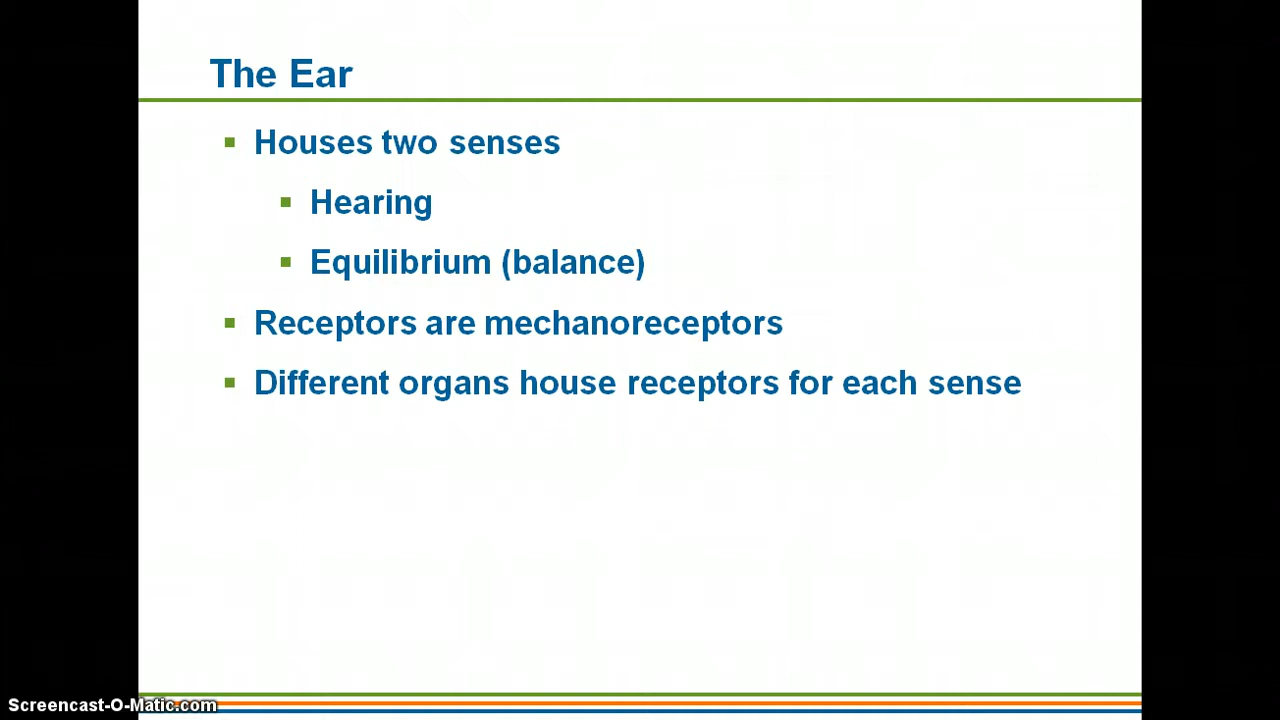 The Ear
Houses two senses
Hearing
Equilibrium (balance)
Receptors are mechanoreceptors
Different organs house receptors for each sense
Screencast-O-Matic.com